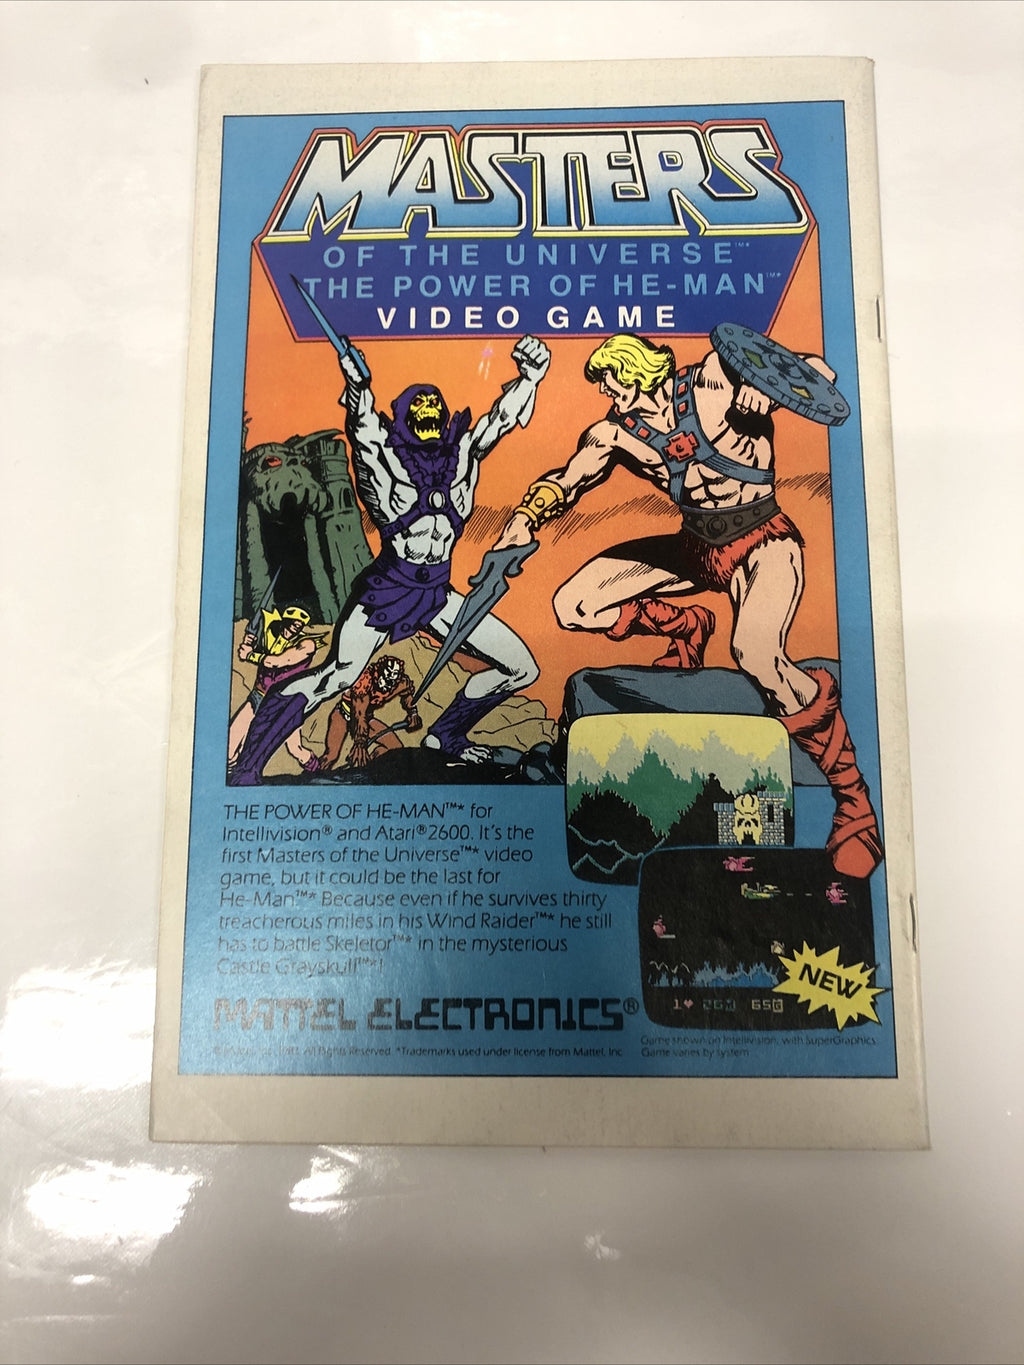 MASTERS
OF THE UNIVERSE™*
THE POWER OF HE-MAN™*
VIDEO GAME
THE POWER OF HE-MAN™* for
Intellivision® and Atari® 2600. It's the
first Masters of the Universe™* video
game, but it could be the last for
He-Man.™* Because even if he survives thirty
treacherous miles in his Wind Raider™* he still
has to battle Skeletor™* in the mysterious
Castle Grayskull™*!
NEW
MATTEL ELECTRONICS®
All Rights Reserved. *Trademarks used under license from Mattel, Inc.
Game shown on Intellivision, with SuperGraphics.
Game varies by system.